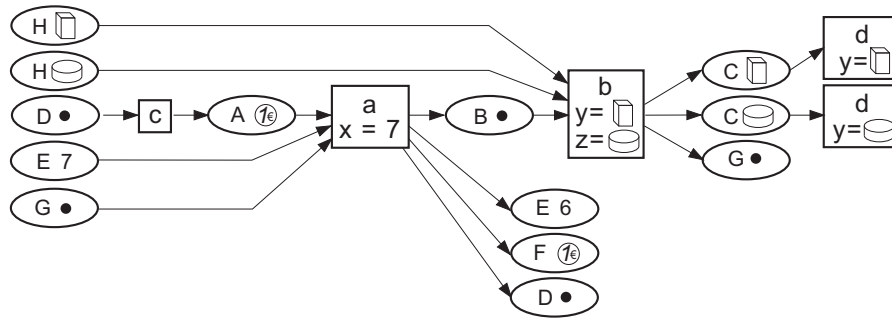 H
H
D ●
E 7
G ●
c
A 1€
a
x = 7
B ●
b
y=
z=
C
C
G ●
d
y=
d
y=
E 6
F 1€
D ●